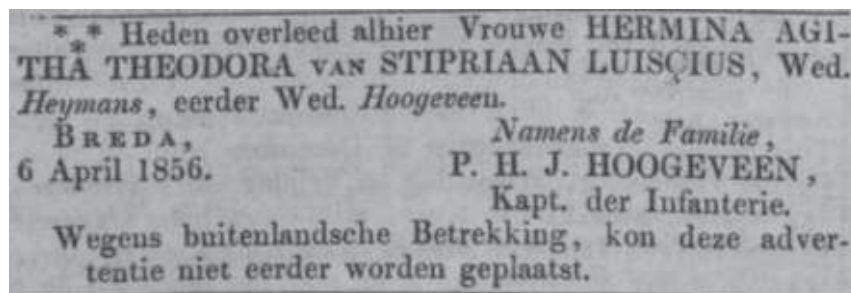 *** Heden overleed alhier Vrouwe HERMINA AGI-
THA THEODORA VAN STIPRIAAN LUISÇIUS, Wed.
Heymans, eerder Wed. Hoogeveen.
BREDA, Namens de Familie,
6 April 1856. P. H. J. HOOGEVEEN,
Kapt. der Infanterie.
Wegens buitenlandsche Betrekking, kon deze adver-
tentie niet eerder worden geplaatst.